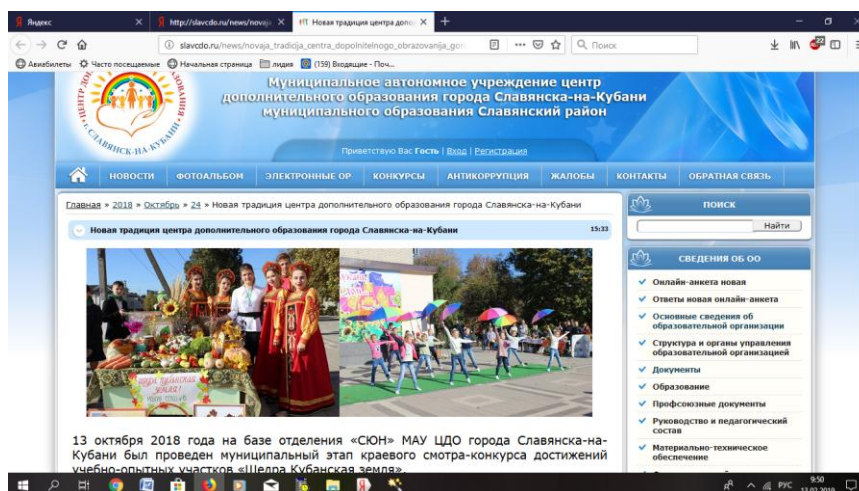 Яндекс
http://slavcdo.ru/news/novaja
Новая традиция центра допо
slavcdo.ru/news/novaja_tradicija_centra_dopolnitelnogo_obrazovanija_go
Поиск
22
Авиабилеты
Часто посещаемые
Начальная страница
лидия
(159) Входящие - Поч...
Муниципальное автономное учреждение центр
дополнительного образования города Славянска-на-Кубани
муниципального образования Славянский район
Приветствую Вас Гость | Вход | Регистрация
НОВОСТИ
ФОТОАЛЬБОМ
ЭЛЕКТРОННЫЕ ОР
КОНКУРСЫ
АНТИКОРРУПЦИЯ
ЖАЛОБЫ
КОНТАКТЫ
ОБРАТНАЯ СВЯЗЬ
Главная » 2018 » Октябрь » 24 » Новая традиция центра дополнительного образования города Славянска-на-Кубани
Новая традиция центра дополнительного образования города Славянска-на-Кубани
15:33
13 октября 2018 года на базе отделения «СЮН» МАУ ЦДО города Славянска-на-
Кубани был проведен муниципальный этап краевого смотра-конкурса достижений
учебно-опытных участков «Щедра Кубанская земля».
ПОИСК
Найти
СВЕДЕНИЯ ОБ ОО
Онлайн-анкета новая
Ответы новая онлайн-анкета
Основные сведения об
образовательной организации
Структура и органы управления
образовательной организацией
Документы
Образование
Профсоюзные документы
Руководство и педагогический
состав
Материально-техническое
обеспечение
РУС
9:50
13.02.2019